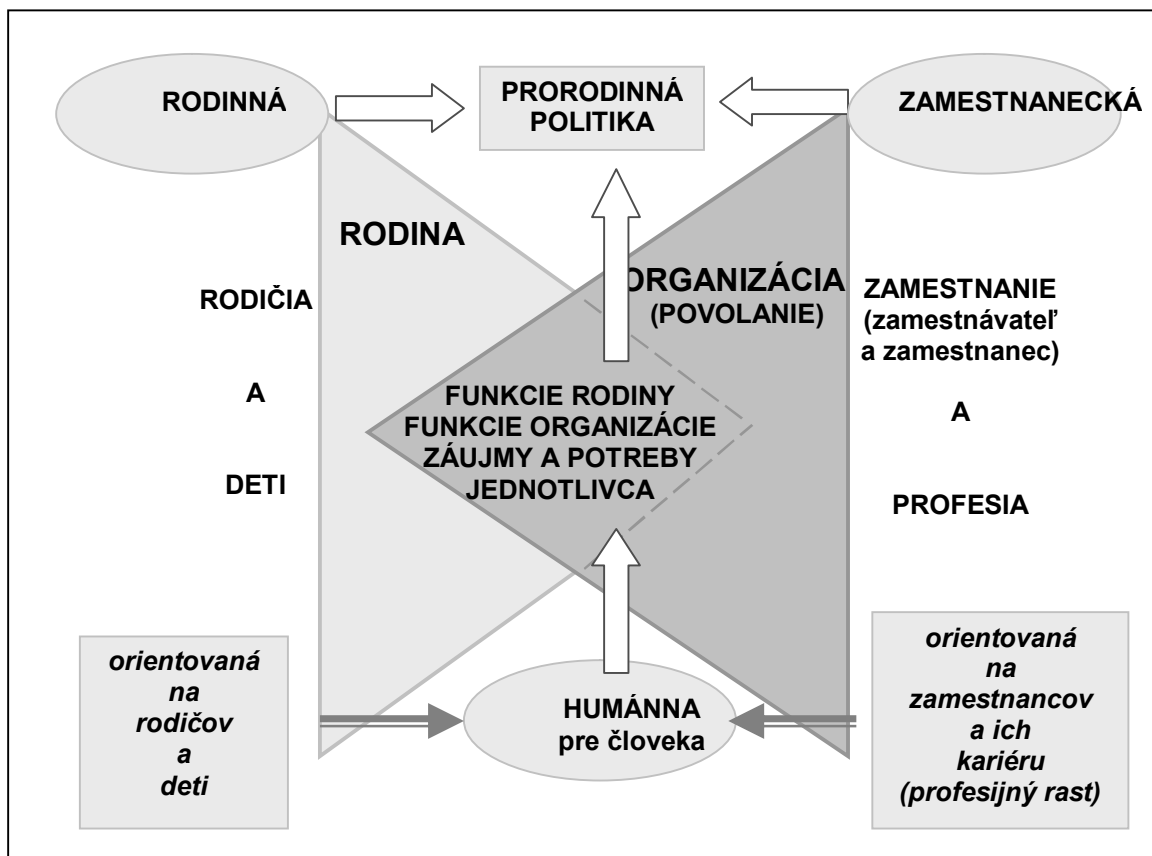 RODINNÁ
PRORODINNÁ
POLITIKA
ZAMESTNANECKÁ
RODINA
RODIČIA
A
DETI
ORGANIZÁCIA
(POVOLANIE)
ZAMESTNANIE
(zamestnávateľ
a zamestnanec)
A
PROFESIA
FUNKCIE RODINY
FUNKCIE ORGANIZÁCIE
ZÁUJMY A POTREBY
JEDNOTLIVCA
orientovaná
na
rodičov
a
deti
HUMÁNNA
pre človeka
orientovaná
na
zamestnancov
a ich
kariéru
(profesijný rast)